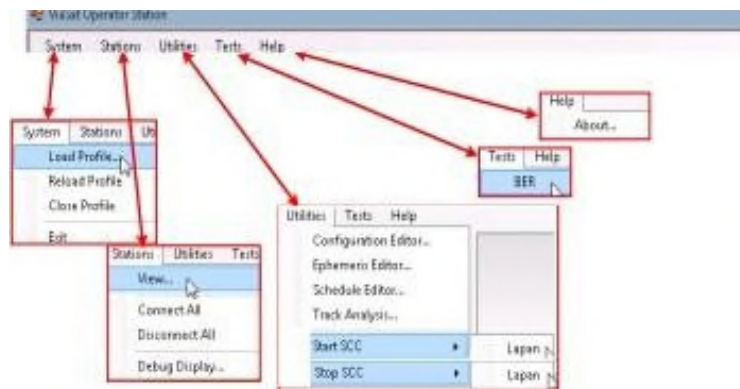 Viasat Operator Station
System Stations Utilities Tests Help
Help
About...
System Stations Uti
Load Profile...
Reload Profile
Close Profile
Exit
Tests Help
BER
Stations Utilities Tests
View...
Connect All
Disconnect All
Debug Display...
Utilities Tests Help
Configuration Editor...
Ephemeris Editor...
Schedule Editor...
Track Analysis...
Start SCC Lapan
Stop SCC Lapan